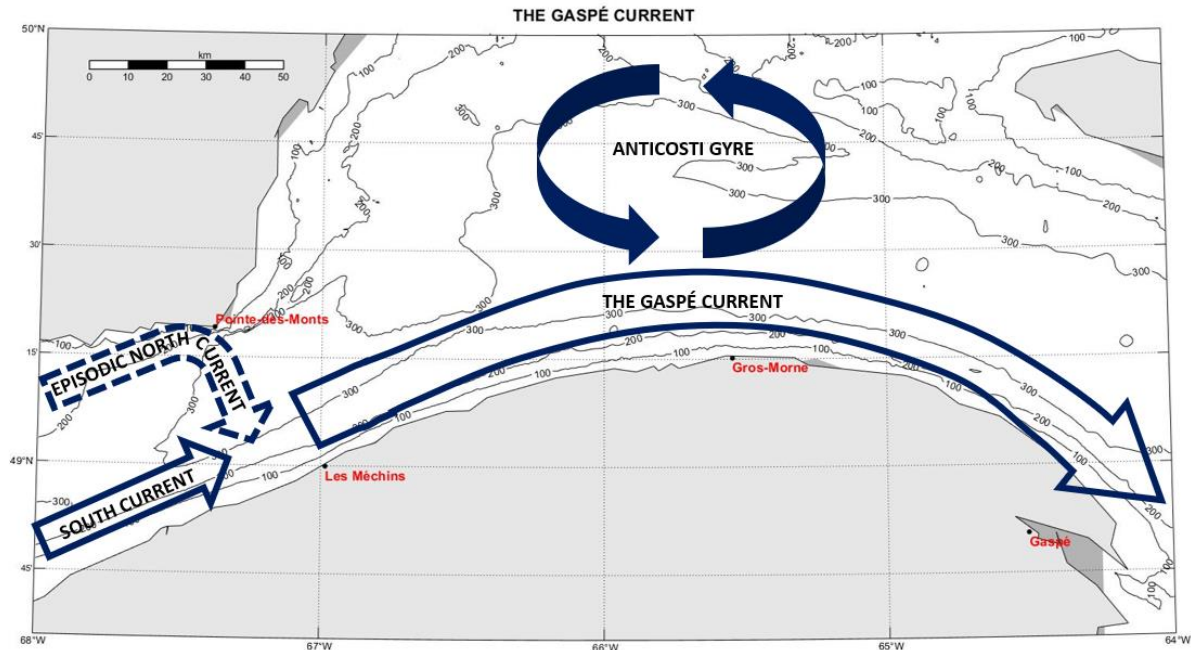 THE GASPÉ CURRENT
50°N
km
0 10 20 30 40 50
ANTICOSTI GYRE
45'
30'
THE GASPÉ CURRENT
Pointe-des-Monts
EPISODIC NORTH CURRENT
15'
Gros-Morne
49°N
Les Méchins
SOUTH CURRENT
Gaspé
45'
68°W 67°W 66°W 65°W 64°W
100
200
300